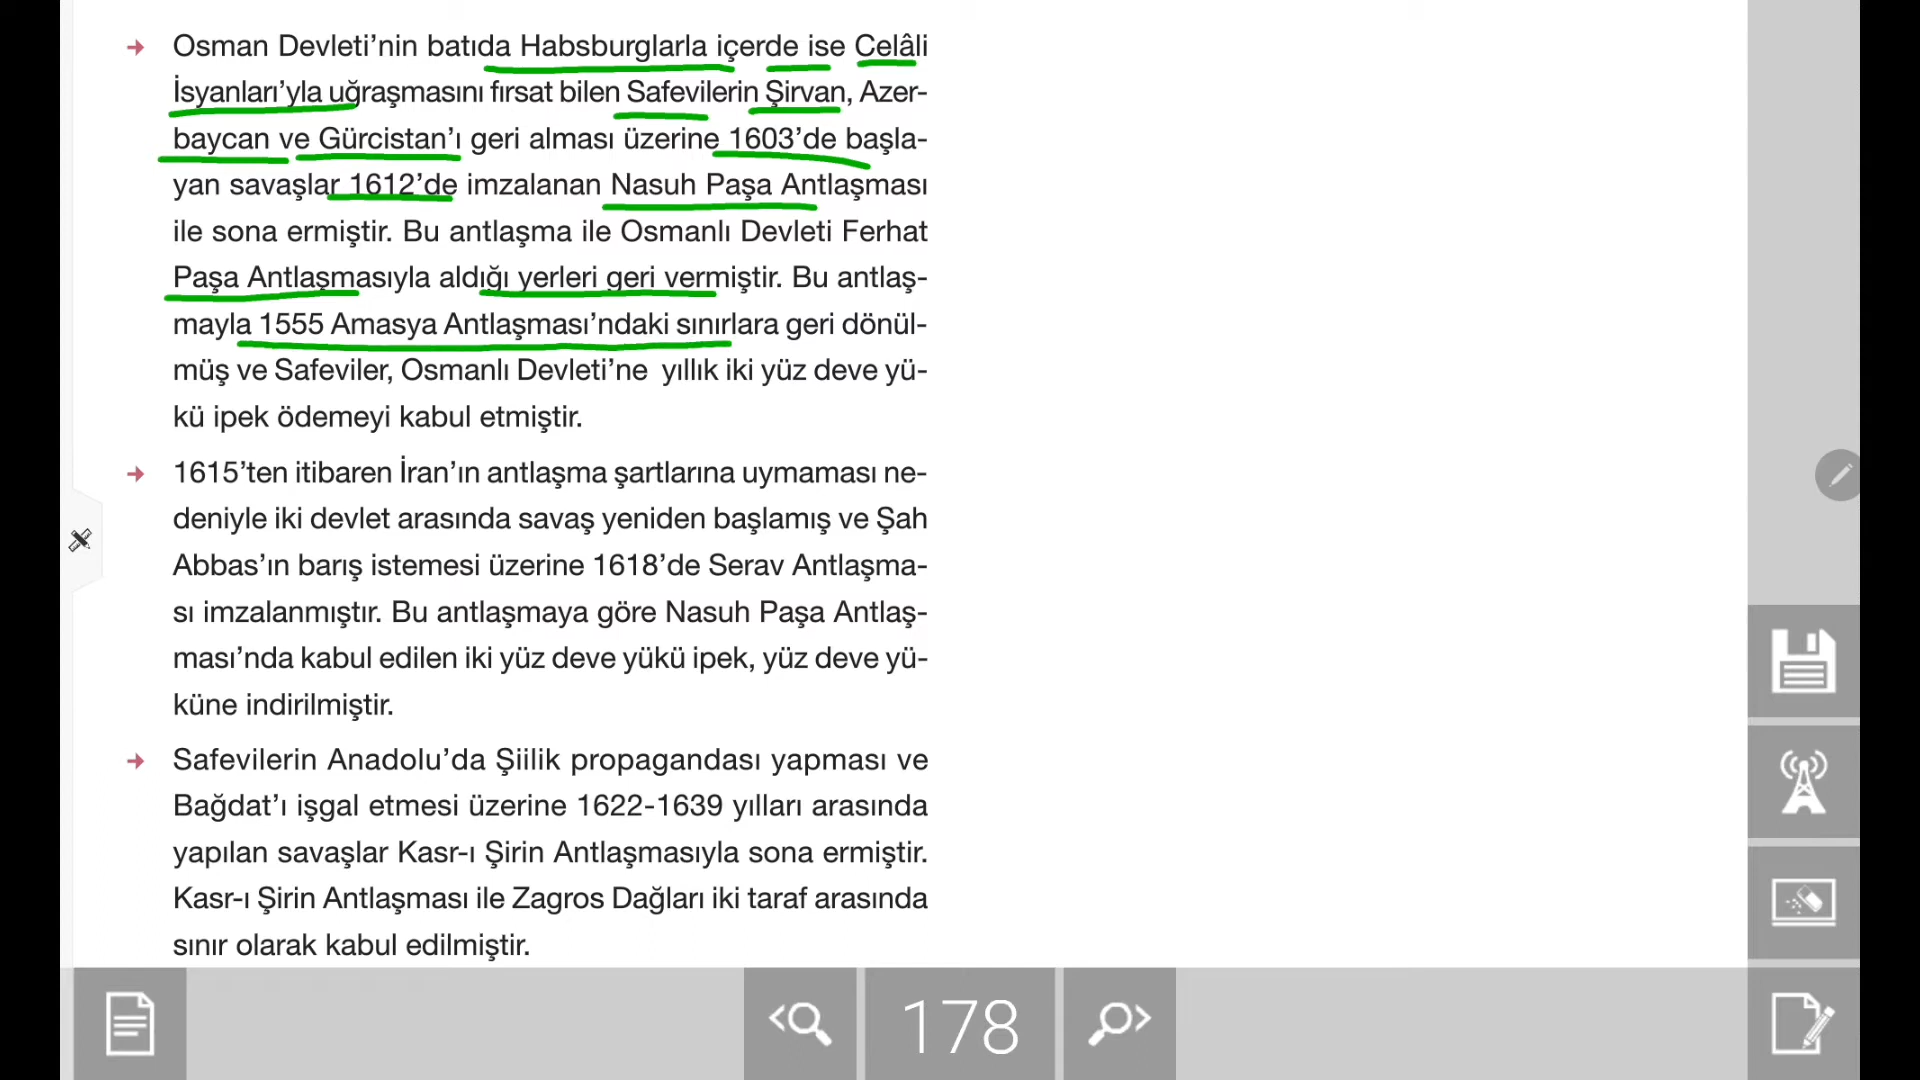 Osman Devleti’nin batıda Habsburglarla içerde ise Celâli
İsyanları’yla uğraşmasını fırsat bilen Safevilerin Şirvan, Azer-
baycan ve Gürcistan’ı geri alması üzerine 1603’de başla-
yan savaşlar 1612’de imzalanan Nasuh Paşa Antlaşması
ile sona ermiştir. Bu antlaşma ile Osmanlı Devleti Ferhat
Paşa Antlaşmasıyla aldığı yerleri geri vermiştir. Bu antlaş-
mayla 1555 Amasya Antlaşması’ndaki sınırlara geri dönül-
müş ve Safeviler, Osmanlı Devleti’ne yıllık iki yüz deve yü-
kü ipek ödemeyi kabul etmiştir.
1615’ten itibaren İran’ın antlaşma şartlarına uymaması ne-
deniyle iki devlet arasında savaş yeniden başlamış ve Şah
Abbas’ın barış istemesi üzerine 1618’de Serav Antlaşma-
sı imzalanmıştır. Bu antlaşmaya göre Nasuh Paşa Antlaş-
ması’nda kabul edilen iki yüz deve yükü ipek, yüz deve yü-
küne indirilmiştir.
Safevilerin Anadolu’da Şiilik propagandası yapması ve
Bağdat’ı işgal etmesi üzerine 1622-1639 yılları arasında
yapılan savaşlar Kasr-ı Şirin Antlaşmasıyla sona ermiştir.
Kasr-ı Şirin Antlaşması ile Zagros Dağları iki taraf arasında
sınır olarak kabul edilmiştir.
178